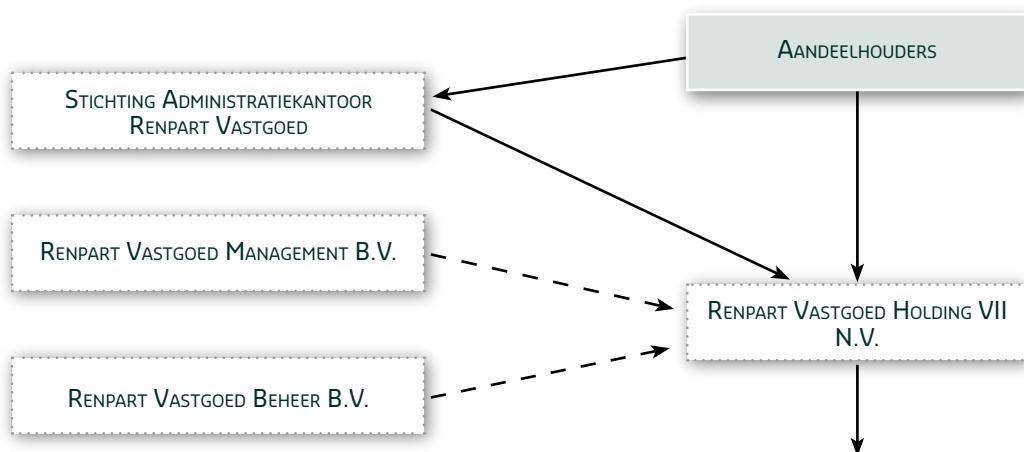 Aandeelhouders
Stichting Administratiekantoor
Renpart Vastgoed
Renpart Vastgoed Management B.V.
Renpart Vastgoed Holding VII
N.V.
Renpart Vastgoed Beheer B.V.